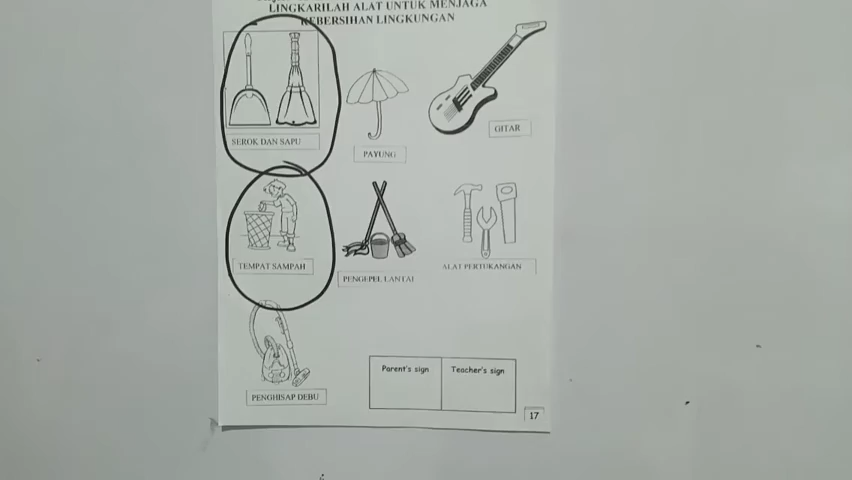 LINGKARILAH ALAT UNTUK MENJAGA
KEBERSIHAN LINGKUNGAN
SEROK DAN SAPU
PAYUNG
GITAR
TEMPAT SAMPAH
PENGEPEL LANTAI
ALAT PERTUKANGAN
PENGHISAP DEBU
Parent's sign
Teacher's sign
17